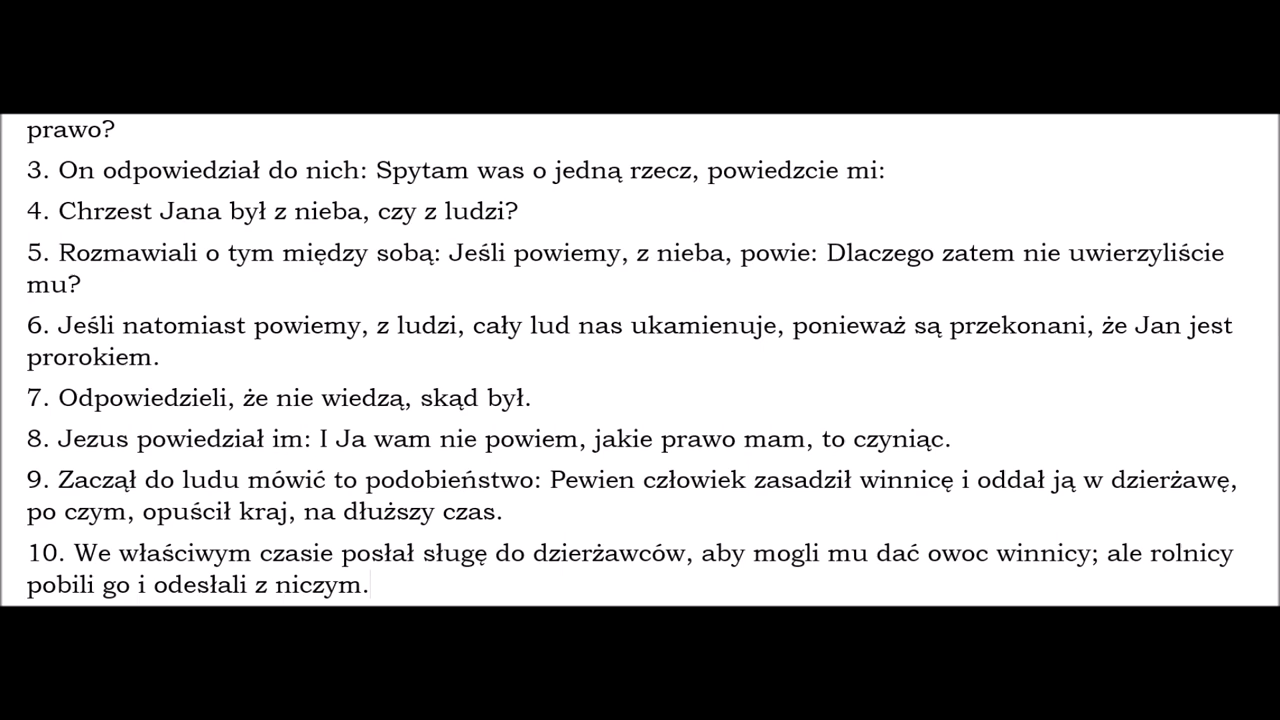 prawo?
3. On odpowiedział do nich: Spytam was o jedną rzecz, powiedzcie mi:
4. Chrzest Jana był z nieba, czy z ludzi?
5. Rozmawiali o tym między sobą: Jeśli powiemy, z nieba, powie: Dlaczego zatem nie uwierzyliście
mu?
6. Jeśli natomiast powiemy, z ludzi, cały lud nas ukamienuje, ponieważ są przekonani, że Jan jest
prorokiem.
7. Odpowiedzieli, że nie wiedzą, skąd był.
8. Jezus powiedział im: I Ja wam nie powiem, jakie prawo mam, to czyniąc.
9. Zaczął do ludu mówić to podobieństwo: Pewien człowiek zasadził winnicę i oddał ją w dzierżawę,
po czym, opuścił kraj, na dłuższy czas.
10. We właściwym czasie posłał sługę do dzierżawców, aby mogli mu dać owoc winnicy; ale rolnicy
pobili go i odesłali z niczym.